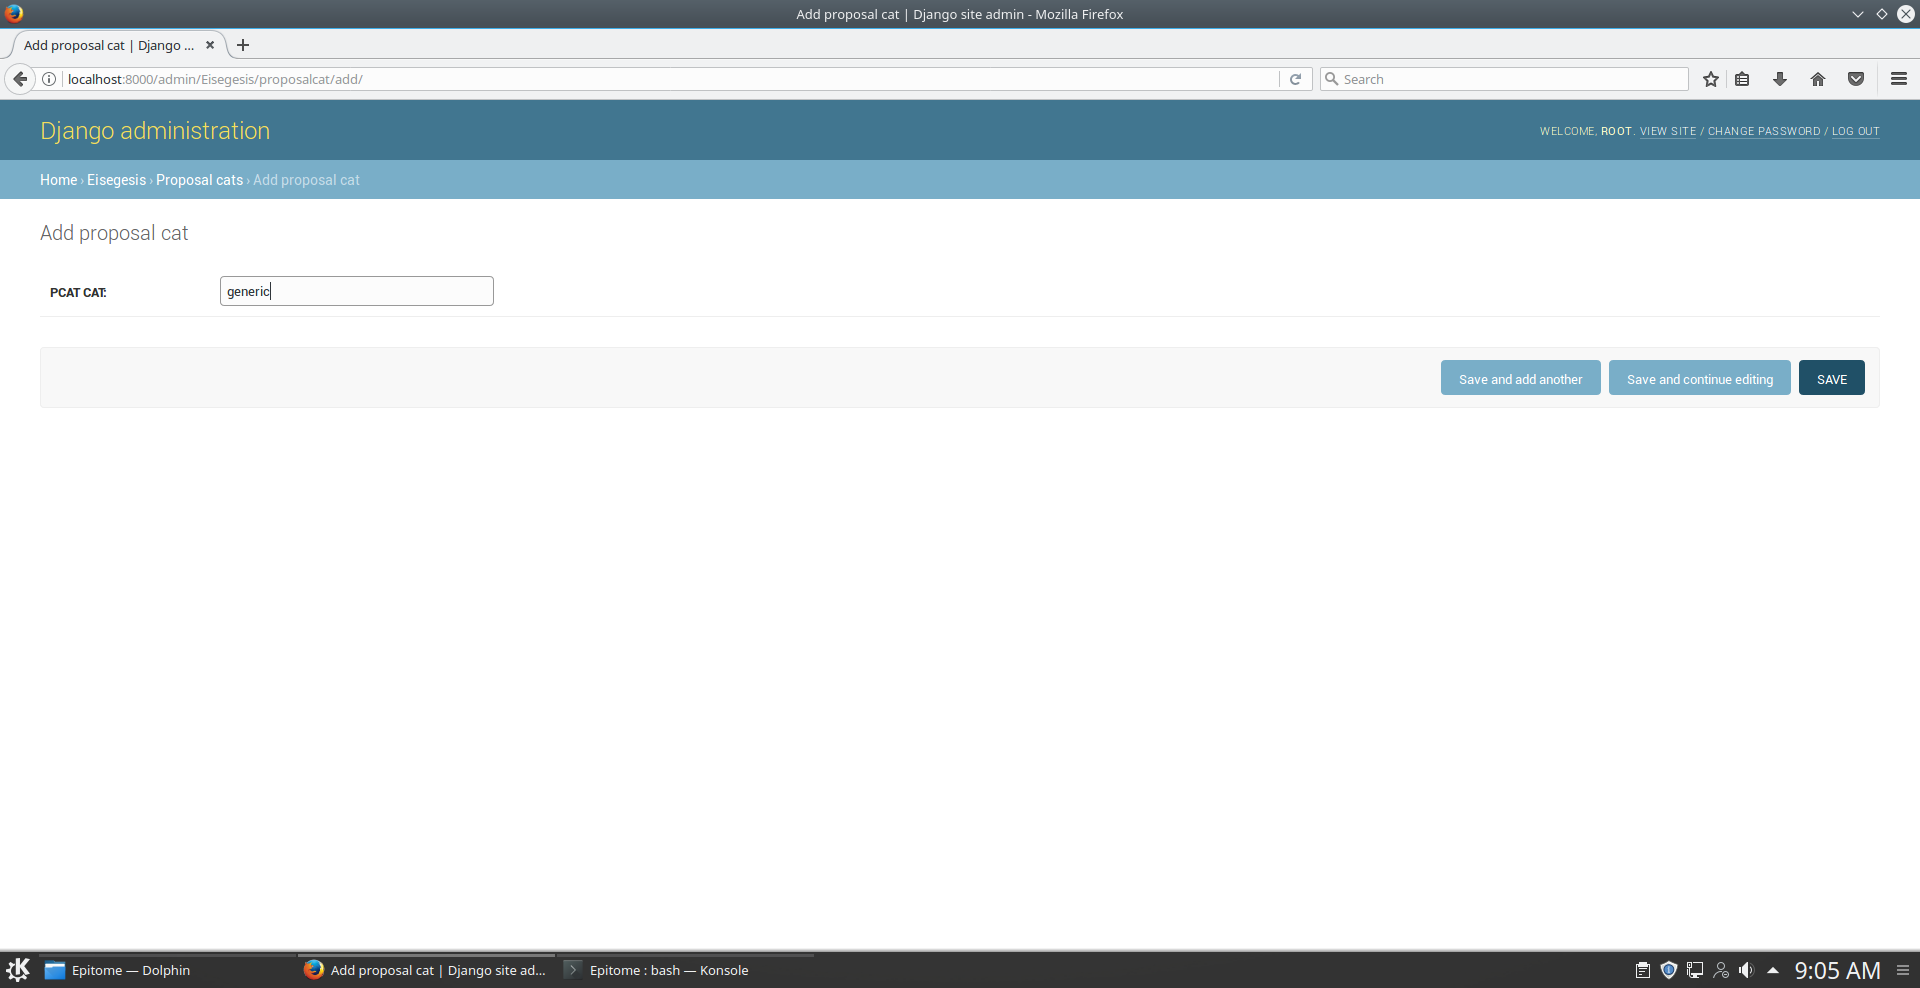 Add proposal cat | Django site admin - Mozilla Firefox
Add proposal cat | Django ...
localhost:8000/admin/Eisegesis/proposalcat/add/
Search
Django administration
WELCOME, ROOT. VIEW SITE / CHANGE PASSWORD / LOG OUT
Home › Eisegesis › Proposal cats › Add proposal cat
Add proposal cat
PCAT CAT:
generic
Save and add another
Save and continue editing
SAVE
Epitome — Dolphin
Add proposal cat | Django site ad...
Epitome : bash — Konsole
9:05 AM